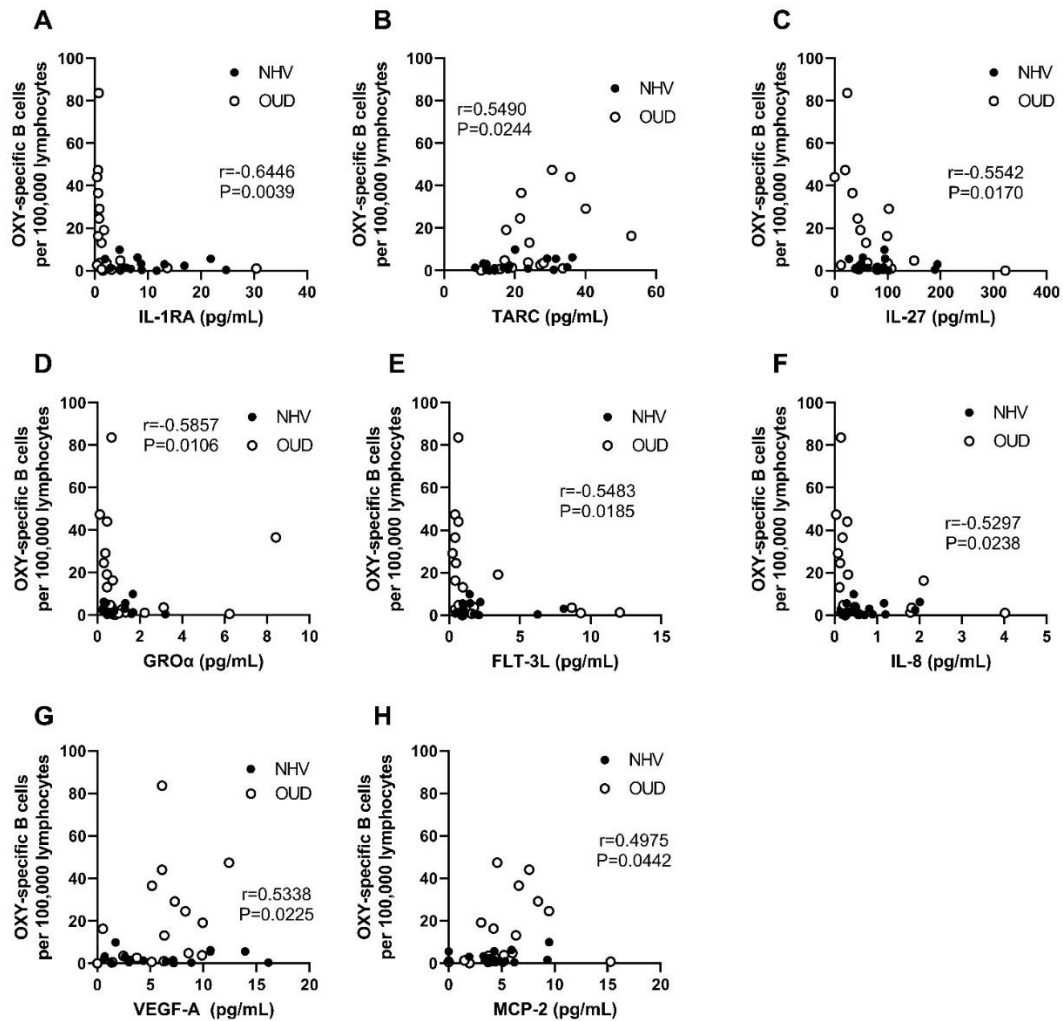 A
OXY-specific B cells
per 100,000 lymphocytes
100
80
60
40
20
0
NHV
OUD
r=-0.6446
P=0.0039
0 10 20 30 40
IL-1RA (pg/mL)
B
OXY-specific B cells
per 100,000 lymphocytes
100
80
60
40
20
0
r=0.5490
P=0.0244
NHV
OUD
0 20 40 60
TARC (pg/mL)
C
OXY-specific B cells
per 100,000 lymphocytes
100
80
60
40
20
0
NHV
OUD
r=-0.5542
P=0.0170
0 100 200 300 400
IL-27 (pg/mL)
D
OXY-specific B cells
per 100,000 lymphocytes
100
80
60
40
20
0
r=-0.5857
P=0.0106
NHV
OUD
0 2 4 6 8 10
GROα (pg/mL)
E
OXY-specific B cells
per 100,000 lymphocytes
100
80
60
40
20
0
NHV
OUD
r=-0.5483
P=0.0185
0 5 10 15
FLT-3L (pg/mL)
F
OXY-specific B cells
per 100,000 lymphocytes
100
80
60
40
20
0
NHV
OUD
r=-0.5297
P=0.0238
0 1 2 3 4 5
IL-8 (pg/mL)
G
OXY-specific B cells
per 100,000 lymphocytes
100
80
60
40
20
0
NHV
OUD
r=0.5338
P=0.0225
0 5 10 15 20
VEGF-A (pg/mL)
H
OXY-specific B cells
per 100,000 lymphocytes
100
80
60
40
20
0
NHV
OUD
r=0.4975
P=0.0442
0 5 10 15 20
MCP-2 (pg/mL)